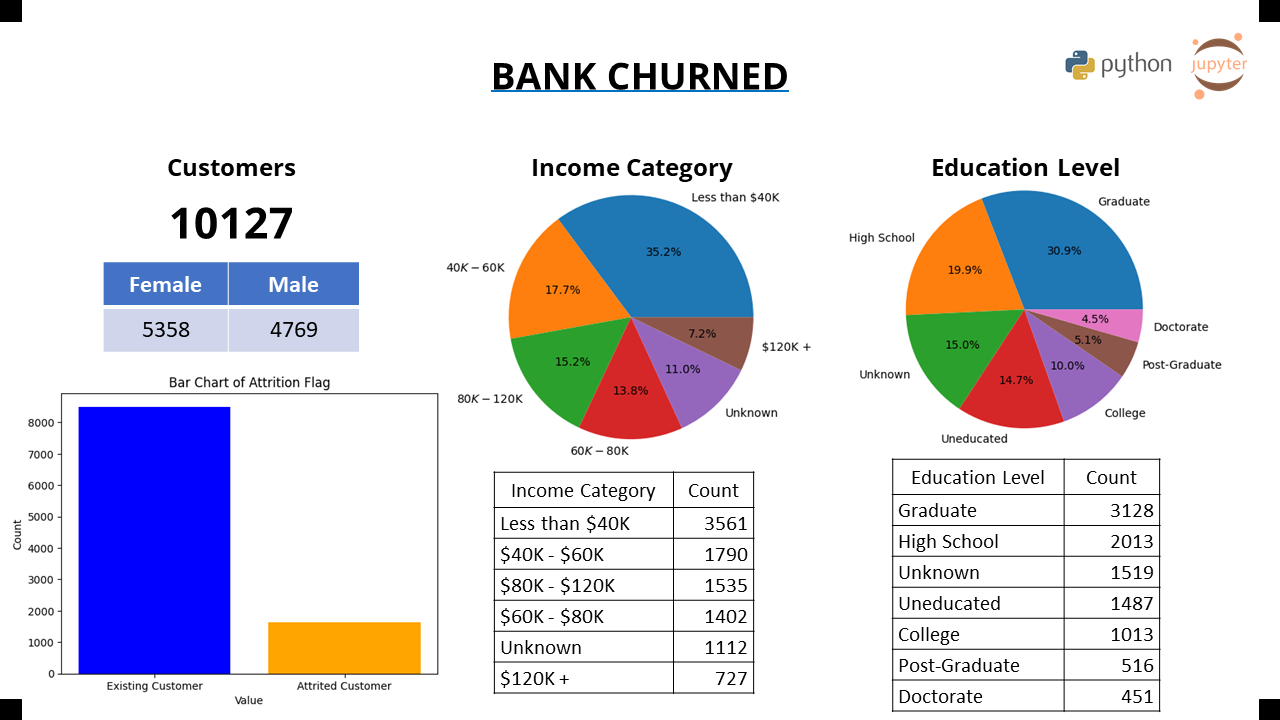 BANK CHURNED
python
jupyter
Customers
10127
Female Male
5358 4769
Bar Chart of Attrition Flag
Count
8000
7000
6000
5000
4000
3000
2000
1000
0
Existing Customer Attrited Customer
Value
Income Category
Less than $40K
35.2%
40K − 60K
17.7%
7.2%
$120K +
15.2%
11.0%
13.8%
80K − 120K
Unknown
60K − 80K
Income Category Count
Less than $40K 3561
$40K - $60K 1790
$80K - $120K 1535
$60K - $80K 1402
Unknown 1112
$120K + 727
Education Level
Graduate
High School
30.9%
19.9%
4.5%
Doctorate
5.1%
15.0%
Post-Graduate
10.0%
Unknown
14.7%
College
Uneducated
Education Level Count
Graduate 3128
High School 2013
Unknown 1519
Uneducated 1487
College 1013
Post-Graduate 516
Doctorate 451